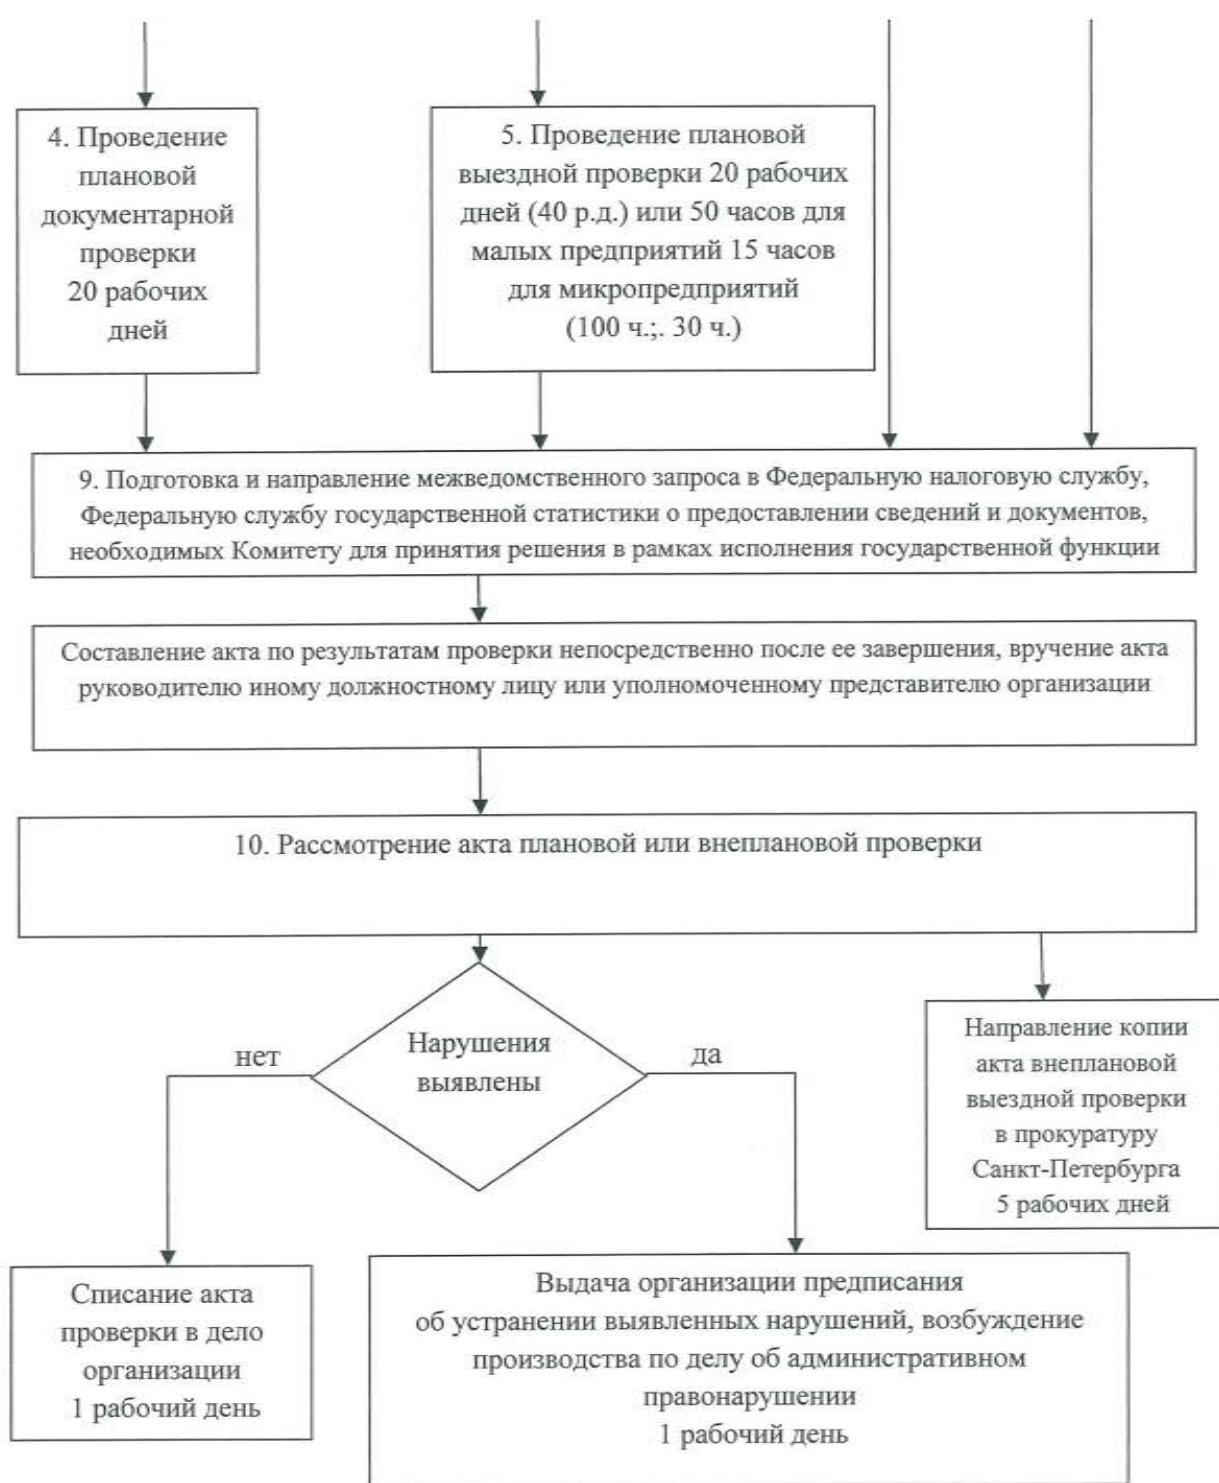 4. Проведение
плановой
документарной
проверки
20 рабочих
дней
5. Проведение плановой
выездной проверки 20 рабочих
дней (40 р.д.) или 50 часов для
малых предприятий 15 часов
для микропредприятий
(100 ч.;. 30 ч.)
9. Подготовка и направление межведомственного запроса в Федеральную налоговую службу,
Федеральную службу государственной статистики о предоставлении сведений и документов,
необходимых Комитету для принятия решения в рамках исполнения государственной функции
Составление акта по результатам проверки непосредственно после ее завершения, вручение акта
руководителю иному должностному лицу или уполномоченному представителю организации
10. Рассмотрение акта плановой или внеплановой проверки
нет
Нарушения
выявлены
да
Направление копии
акта внеплановой
выездной проверки
в прокуратуру
Санкт-Петербурга
5 рабочих дней
Списание акта
проверки в дело
организации
1 рабочий день
Выдача организации предписания
об устранении выявленных нарушений, возбуждение
производства по делу об административном
правонарушении
1 рабочий день